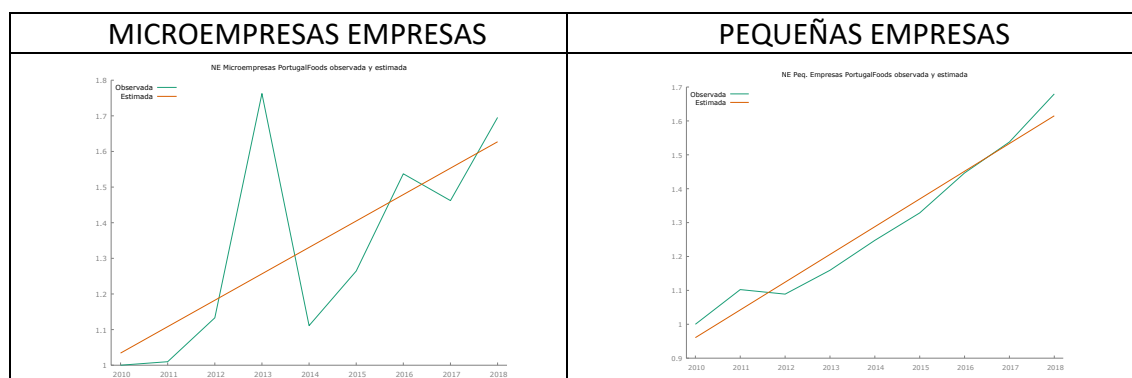 MICROEMPRESAS EMPRESAS
PEQUEÑAS EMPRESAS
NE Microempresas PortugalFoods observada y estimada
1.8
Observada
Estimada
1.7
1.6
1.5
1.4
1.3
1.2
1.1
1
2010 2011 2012 2013 2014 2015 2016 2017 2018
NE Peq. Empresas PortugalFoods observada y estimada
1.7
Observada
Estimada
1.6
1.5
1.4
1.3
1.2
1.1
1
0.9
2010 2011 2012 2013 2014 2015 2016 2017 2018